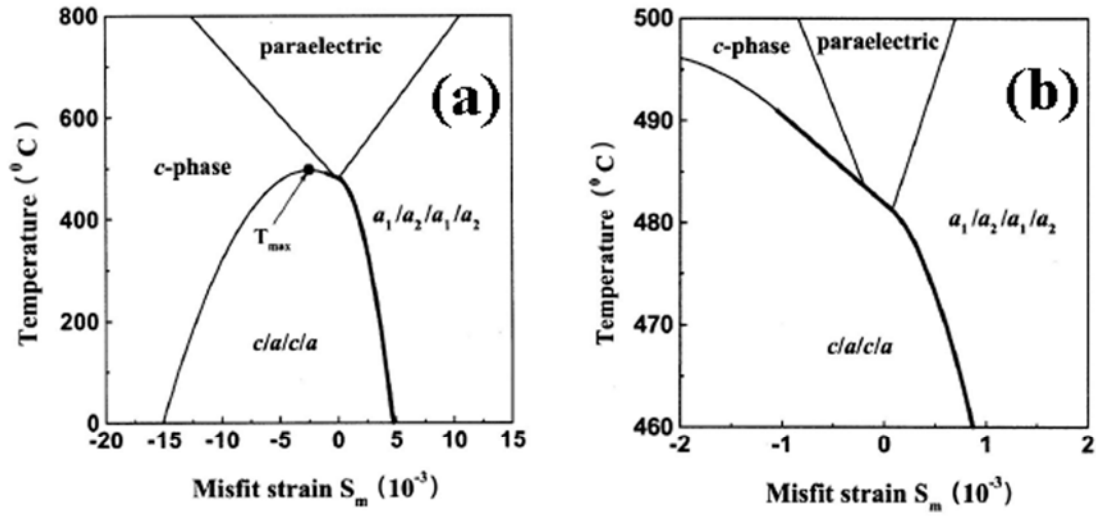 800
600
400
200
0
-20 -15 -10 -5 0 5 10 15
Temperature ( ⁰ C)
Misfit strain Sₘ (10⁻³)
paraelectric
(a)
c-phase
Tₘₐₓ
a₁/a₂/a₁/a₂
c/a/c/a
500
490
480
470
460
-2 -1 0 1 2
Temperature ( ⁰ C)
Misfit strain Sₘ (10⁻³)
c-phase
paraelectric
(b)
a₁/a₂/a₁/a₂
c/a/c/a